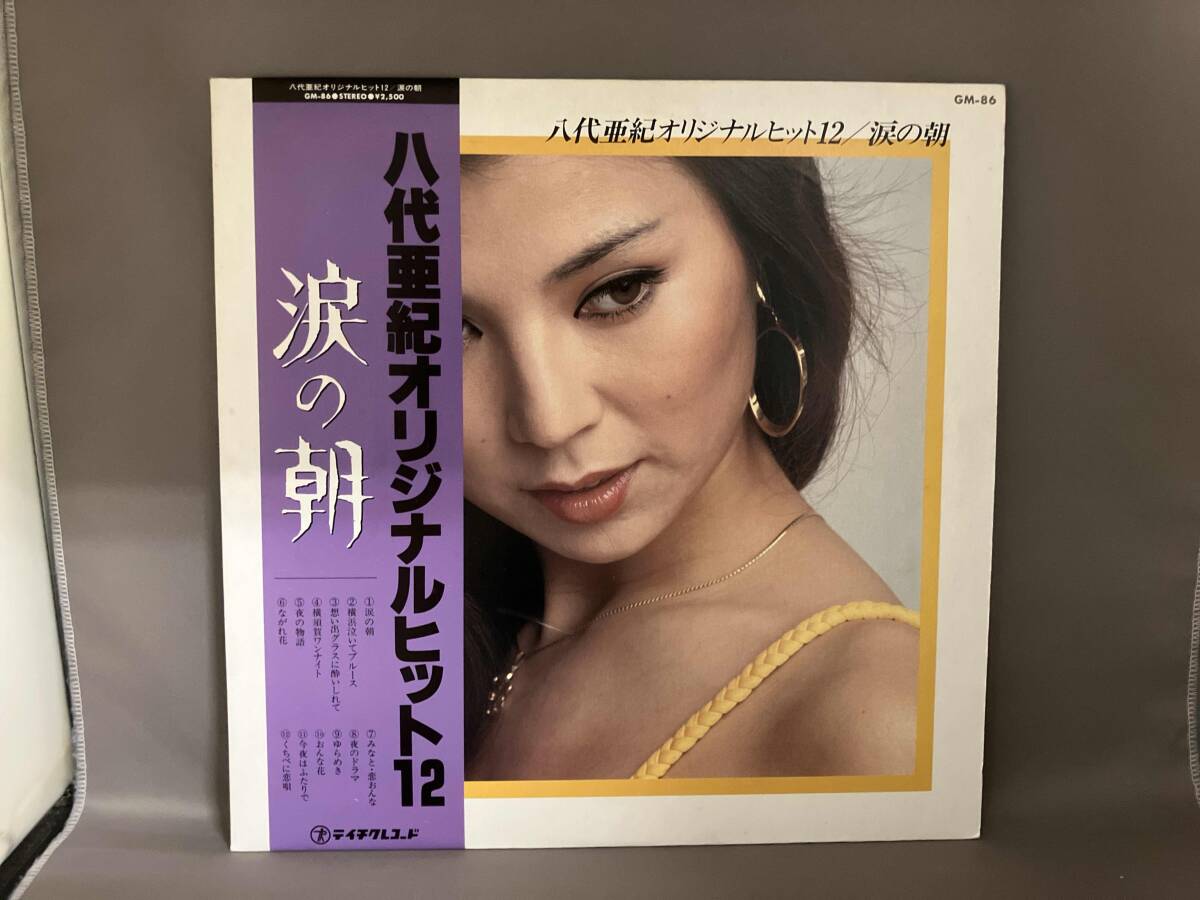 八代亜紀オリジナルヒット12/涙の朝
GM-86●STEREO●¥2,500
八代亜紀オリジナルヒット12
涙の朝
①涙の朝
②横浜泣いてブルース
③想い出グラスに酔いしれて
④横須賀ワンナイト
⑤夜の物語
⑥ながれ花
⑦みなと・恋おんな
⑧夜のドラマ
⑨ゆらめき
⑩おんな花
⑪今夜はふたりで
⑫くちべに恋唄
テイチクレコード
GM-86
八代亜紀オリジナルヒット12/涙の朝